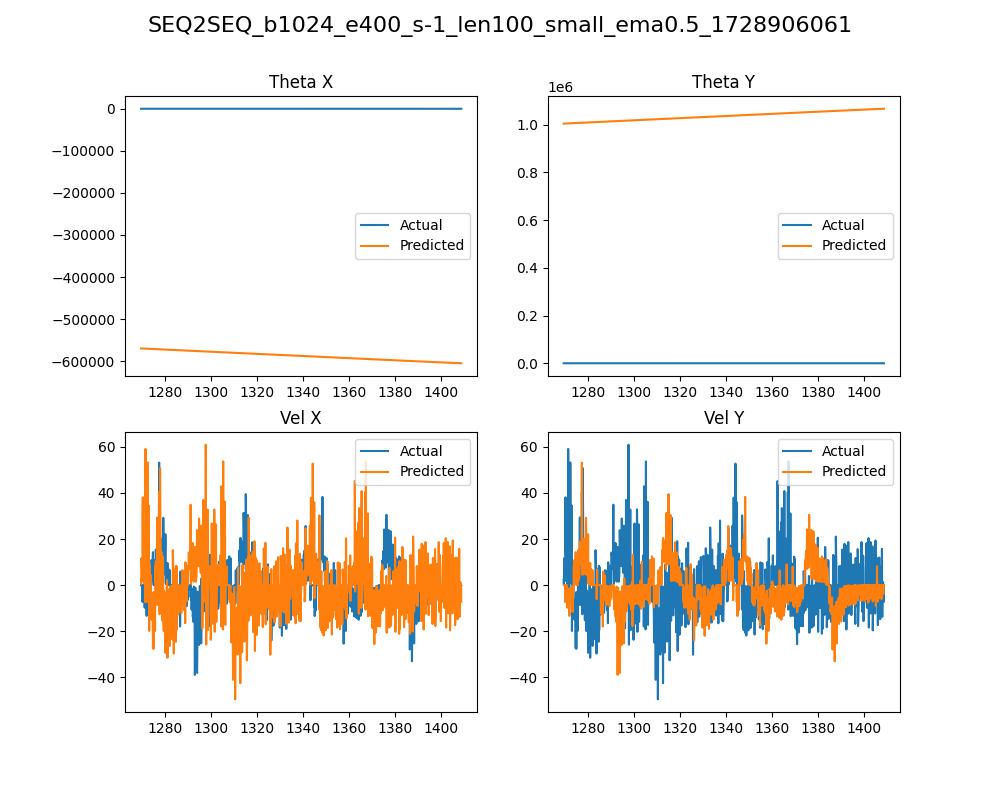 SEQ2SEQ_b1024_e400_s-1_len100_small_ema0.5_1728906061
Theta X
0
−100000
−200000
−300000
−400000
−500000
−600000
1280 1300 1320 1340 1360 1380 1400
Actual
Predicted
Theta Y
1e6
1.0
0.8
0.6
0.4
0.2
0.0
1280 1300 1320 1340 1360 1380 1400
Actual
Predicted
Vel X
60
40
20
0
−20
−40
1280 1300 1320 1340 1360 1380 1400
Actual
Predicted
Vel Y
60
40
20
0
−20
−40
1280 1300 1320 1340 1360 1380 1400
Actual
Predicted